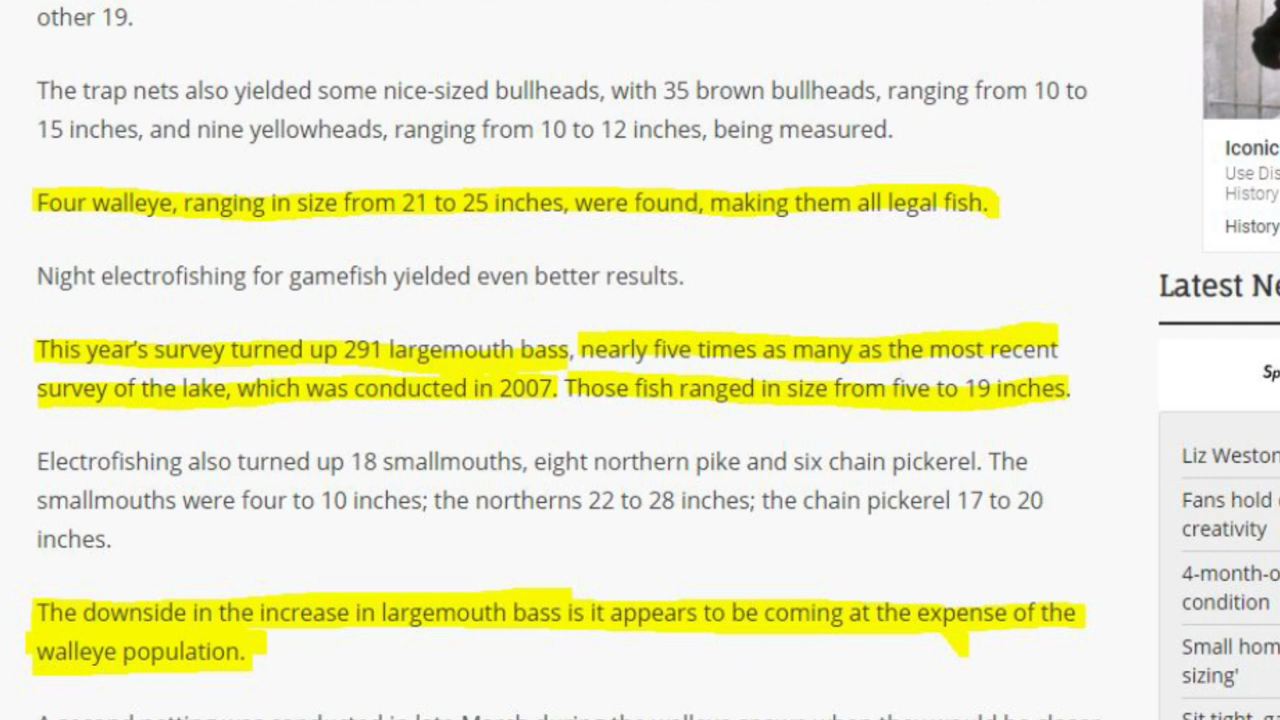 other 19.
The trap nets also yielded some nice-sized bullheads, with 35 brown bullheads, ranging from 10 to
15 inches, and nine yellowheads, ranging from 10 to 12 inches, being measured.
Four walleye, ranging in size from 21 to 25 inches, were found, making them all legal fish.
Night electrofishing for gamefish yielded even better results.
This year's survey turned up 291 largemouth bass, nearly five times as many as the most recent
survey of the lake, which was conducted in 2007. Those fish ranged in size from five to 19 inches.
Electrofishing also turned up 18 smallmouths, eight northern pike and six chain pickerel. The
smallmouths were four to 10 inches; the northerns 22 to 28 inches; the chain pickerel 17 to 20
inches.
The downside in the increase in largemouth bass is it appears to be coming at the expense of the
walleye population.
Iconic
Use Dis
History
History
Latest Ne
Sp
Liz Weston
Fans hold
creativity
4-month-o
condition
Small hom
sizing'